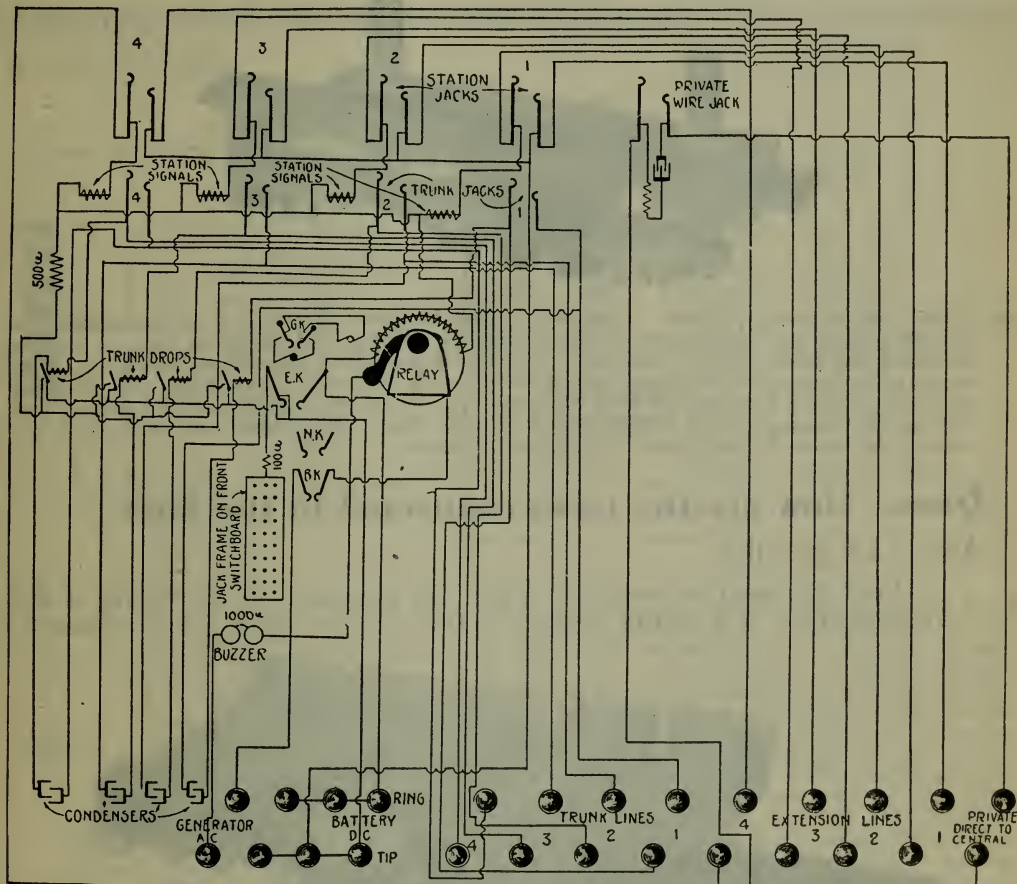 4
3
2
1
STATION
JACKS
PRIVATE
WIRE JACK
STATION
SIGNALS
STATION
SIGNALS
4
3
2
TRUNK JACKS
1
500ω
TRUNK DROPS
G.K
E.K
RELAY
N.K
B.K
100ω
JACK FRAME ON FRONT
SWITCHBOARD
1000ω
BUZZER
CONDENSERS
GENERATOR
A/C
BATTERY
D/C
RING
TIP
TRUNK LINES
4
3
2
1
EXTENSION LINES
4
3
2
1
PRIVATE
DIRECT TO
CENTRAL